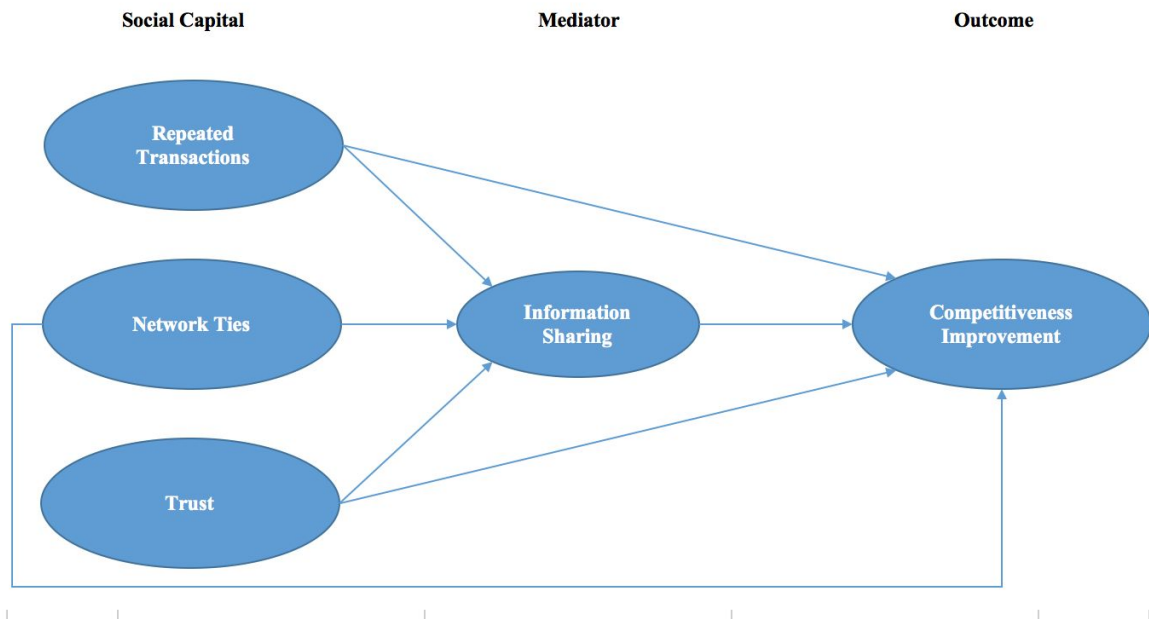 Social Capital
Mediator
Outcome
Repeated
Transactions
Network Ties
Information
Sharing
Competitiveness
Improvement
Trust